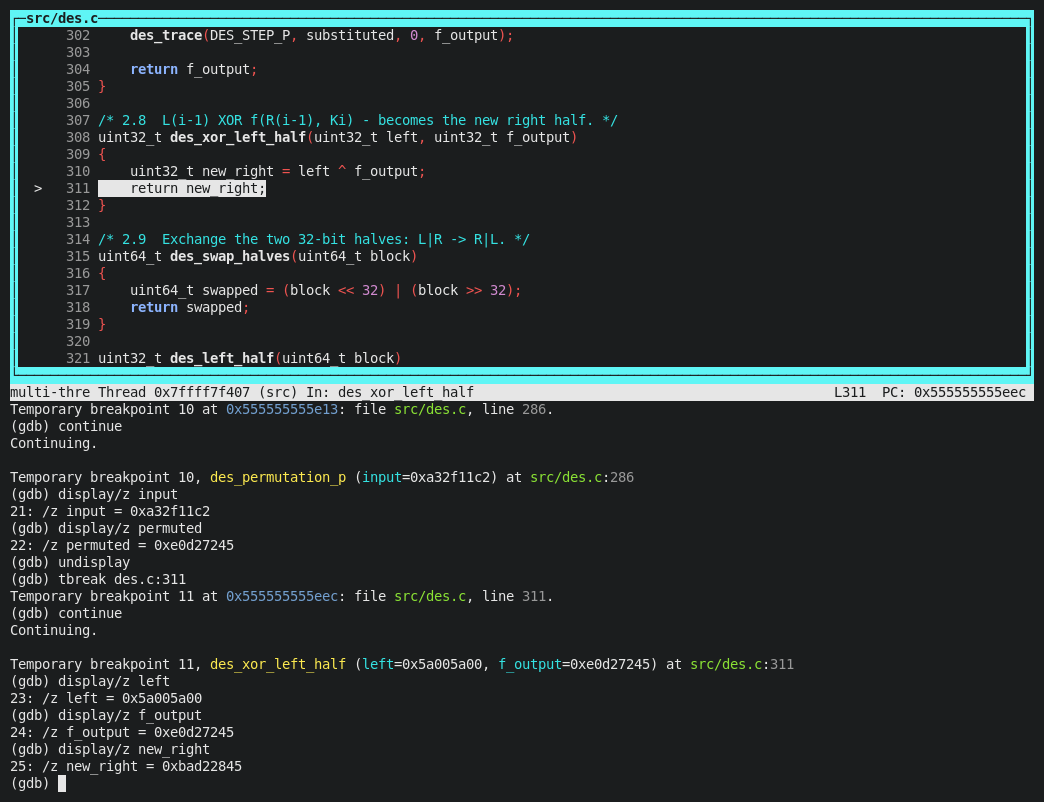 src/des.c
302     des_trace(DES_STEP_P, substituted, 0, f_output);
303
304     return f_output;
305 }
306
307 /* 2.8  L(i-1) XOR f(R(i-1), Ki) - becomes the new right half. */
308 uint32_t des_xor_left_half(uint32_t left, uint32_t f_output)
309 {
310     uint32_t new_right = left ^ f_output;
>   311     return new_right;
312 }
313
314 /* 2.9  Exchange the two 32-bit halves: L|R -> R|L. */
315 uint64_t des_swap_halves(uint64_t block)
316 {
317     uint64_t swapped = (block << 32) | (block >> 32);
318     return swapped;
319 }
320
321 uint32_t des_left_half(uint64_t block)
multi-thre Thread 0x7ffff7f407 (src) In: des_xor_left_half L311  PC: 0x555555555eec
Temporary breakpoint 10 at 0x555555555e13: file src/des.c, line 286.
(gdb) continue
Continuing.

Temporary breakpoint 10, des_permutation_p (input=0xa32f11c2) at src/des.c:286
(gdb) display/z input
21: /z input = 0xa32f11c2
(gdb) display/z permuted
22: /z permuted = 0xe0d27245
(gdb) undisplay
(gdb) tbreak des.c:311
Temporary breakpoint 11 at 0x555555555eec: file src/des.c, line 311.
(gdb) continue
Continuing.

Temporary breakpoint 11, des_xor_left_half (left=0x5a005a00, f_output=0xe0d27245) at src/des.c:311
(gdb) display/z left
23: /z left = 0x5a005a00
(gdb) display/z f_output
24: /z f_output = 0xe0d27245
(gdb) display/z new_right
25: /z new_right = 0xbad22845
(gdb)